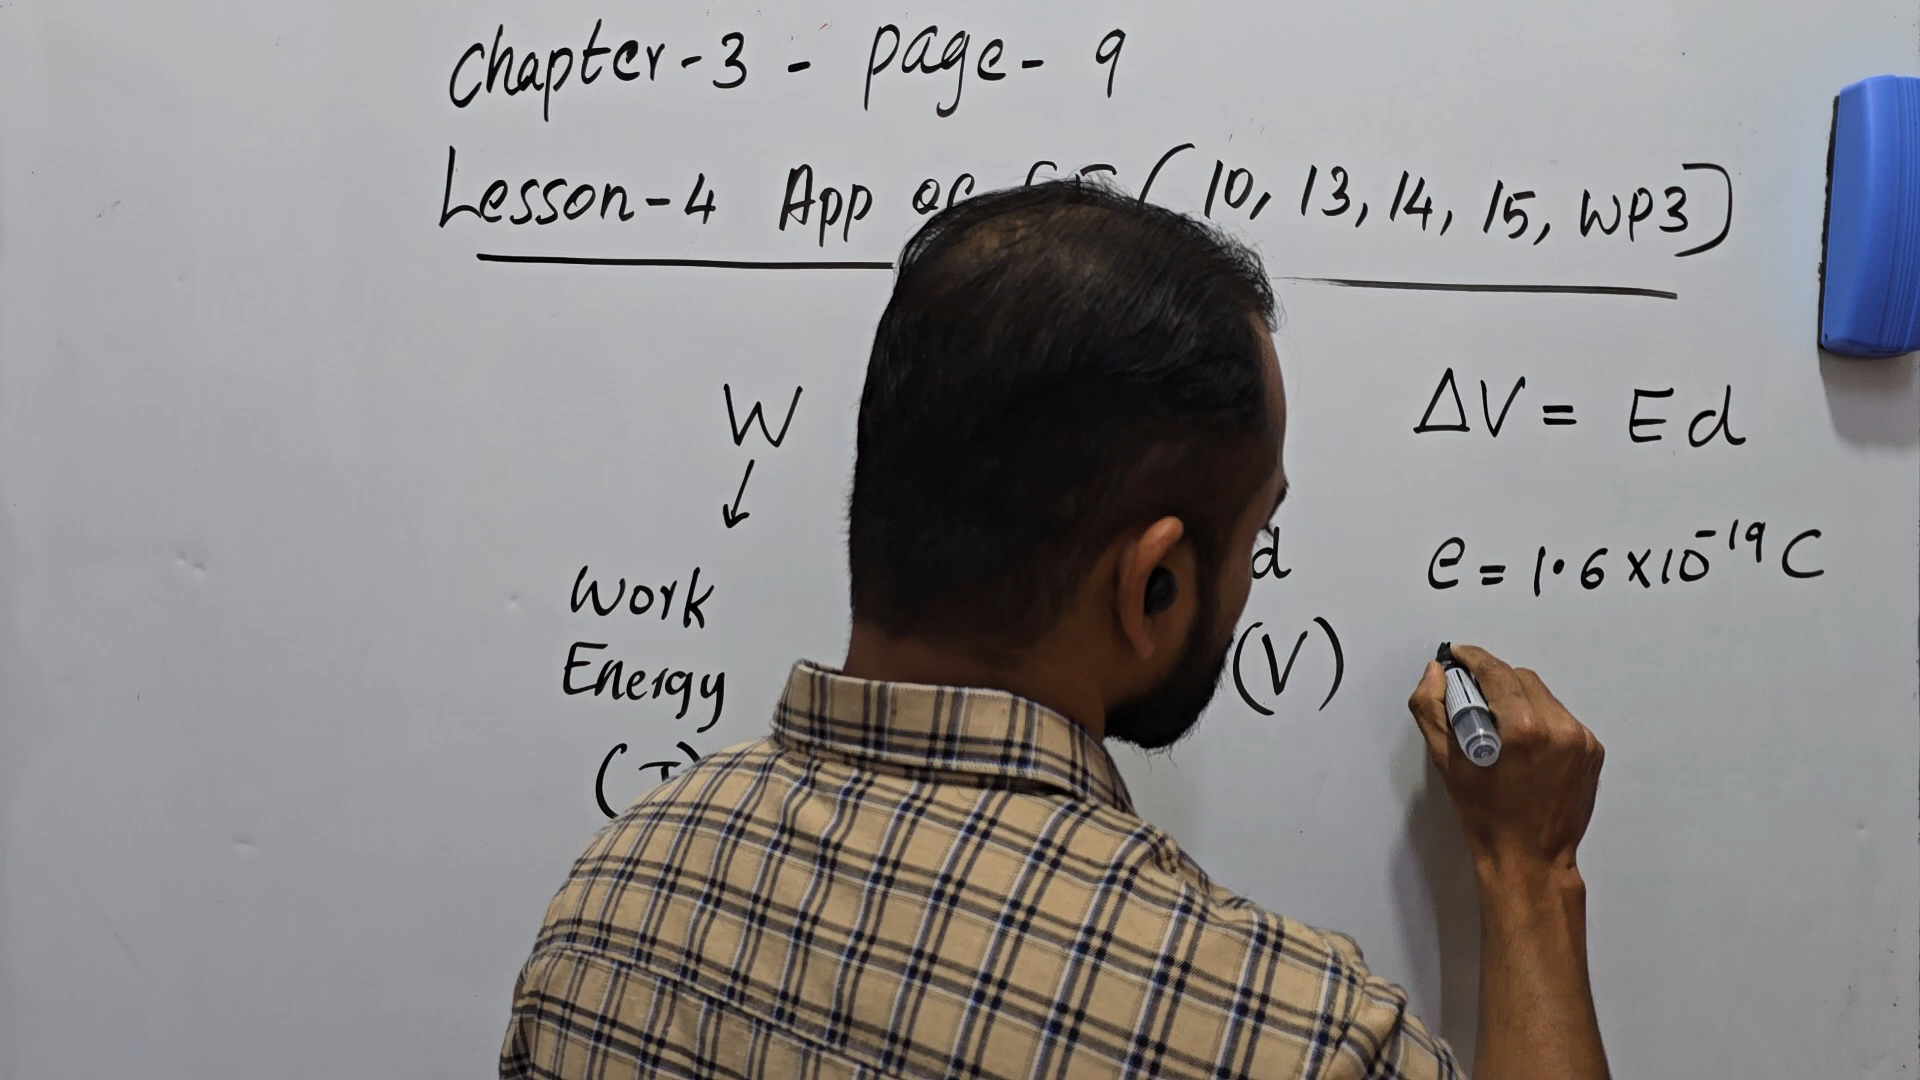 Chapter-3 - page- 9
Lesson-4 App ( 10, 13, 14, 15, WP3)
W
ΔV = Ed
e = 1.6 x10⁻¹⁹ C
Work
Energy
(V)